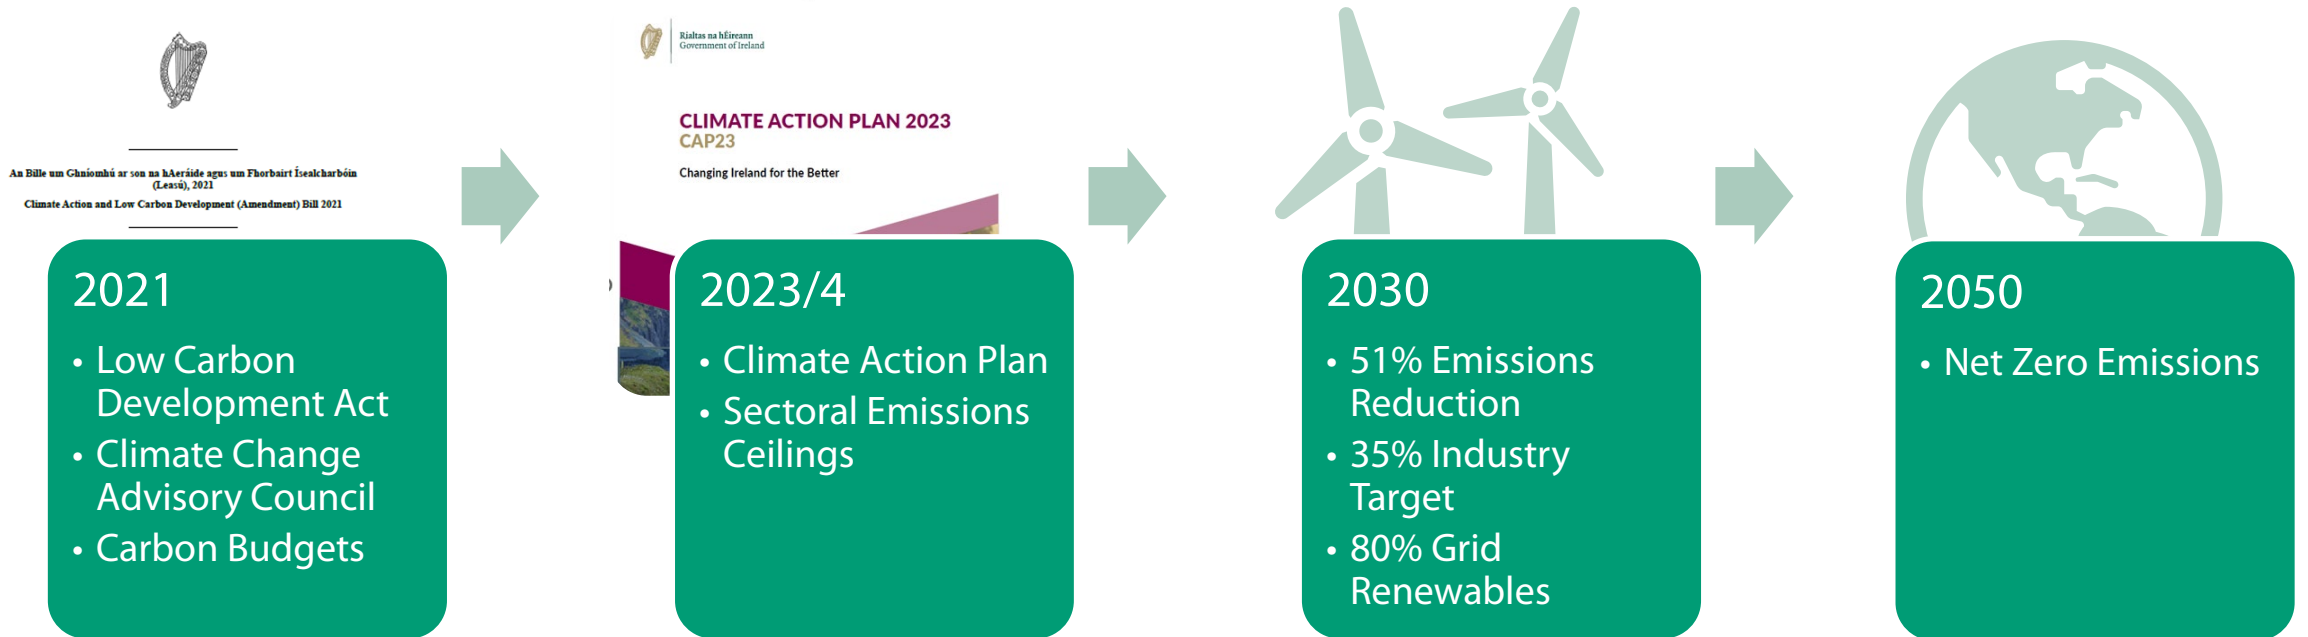 An Bille um Ghníomhú ar son na hAeráide agus um Fhorbairt Ísealcharbóin
(Leasú), 2021
Climate Action and Low Carbon Development (Amendment) Bill 2021
2021
• Low Carbon
Development Act
• Climate Change
Advisory Council
• Carbon Budgets
Rialtas na hÉireann
Government of Ireland
CLIMATE ACTION PLAN 2023
CAP23
Changing Ireland for the Better
2023/4
• Climate Action Plan
• Sectoral Emissions
Ceilings
2030
• 51% Emissions
Reduction
• 35% Industry
Target
• 80% Grid
Renewables
2050
• Net Zero Emissions